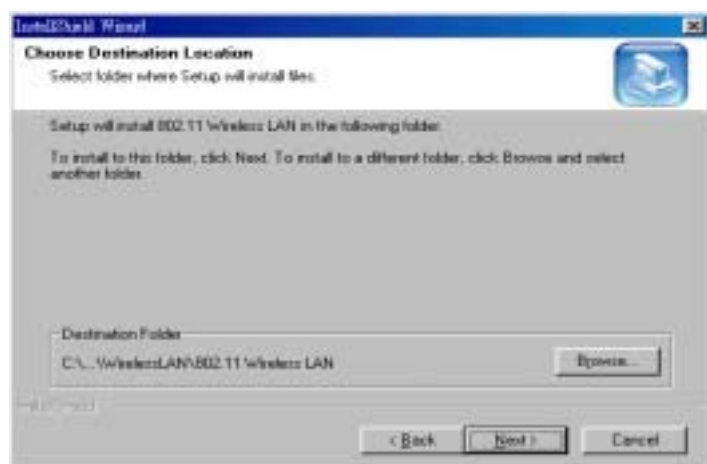 InstallShield Wizard
Choose Destination Location
Select folder where Setup will install files.
Setup will install 802.11 Wireless LAN in the following folder.
To install to this folder, click Next. To install to a different folder, click Browse and select
another folder.
Destination Folder
C:\...\WirelessLAN\802.11 Wireless LAN
Browse...
InstallShield
< Back
Next >
Cancel